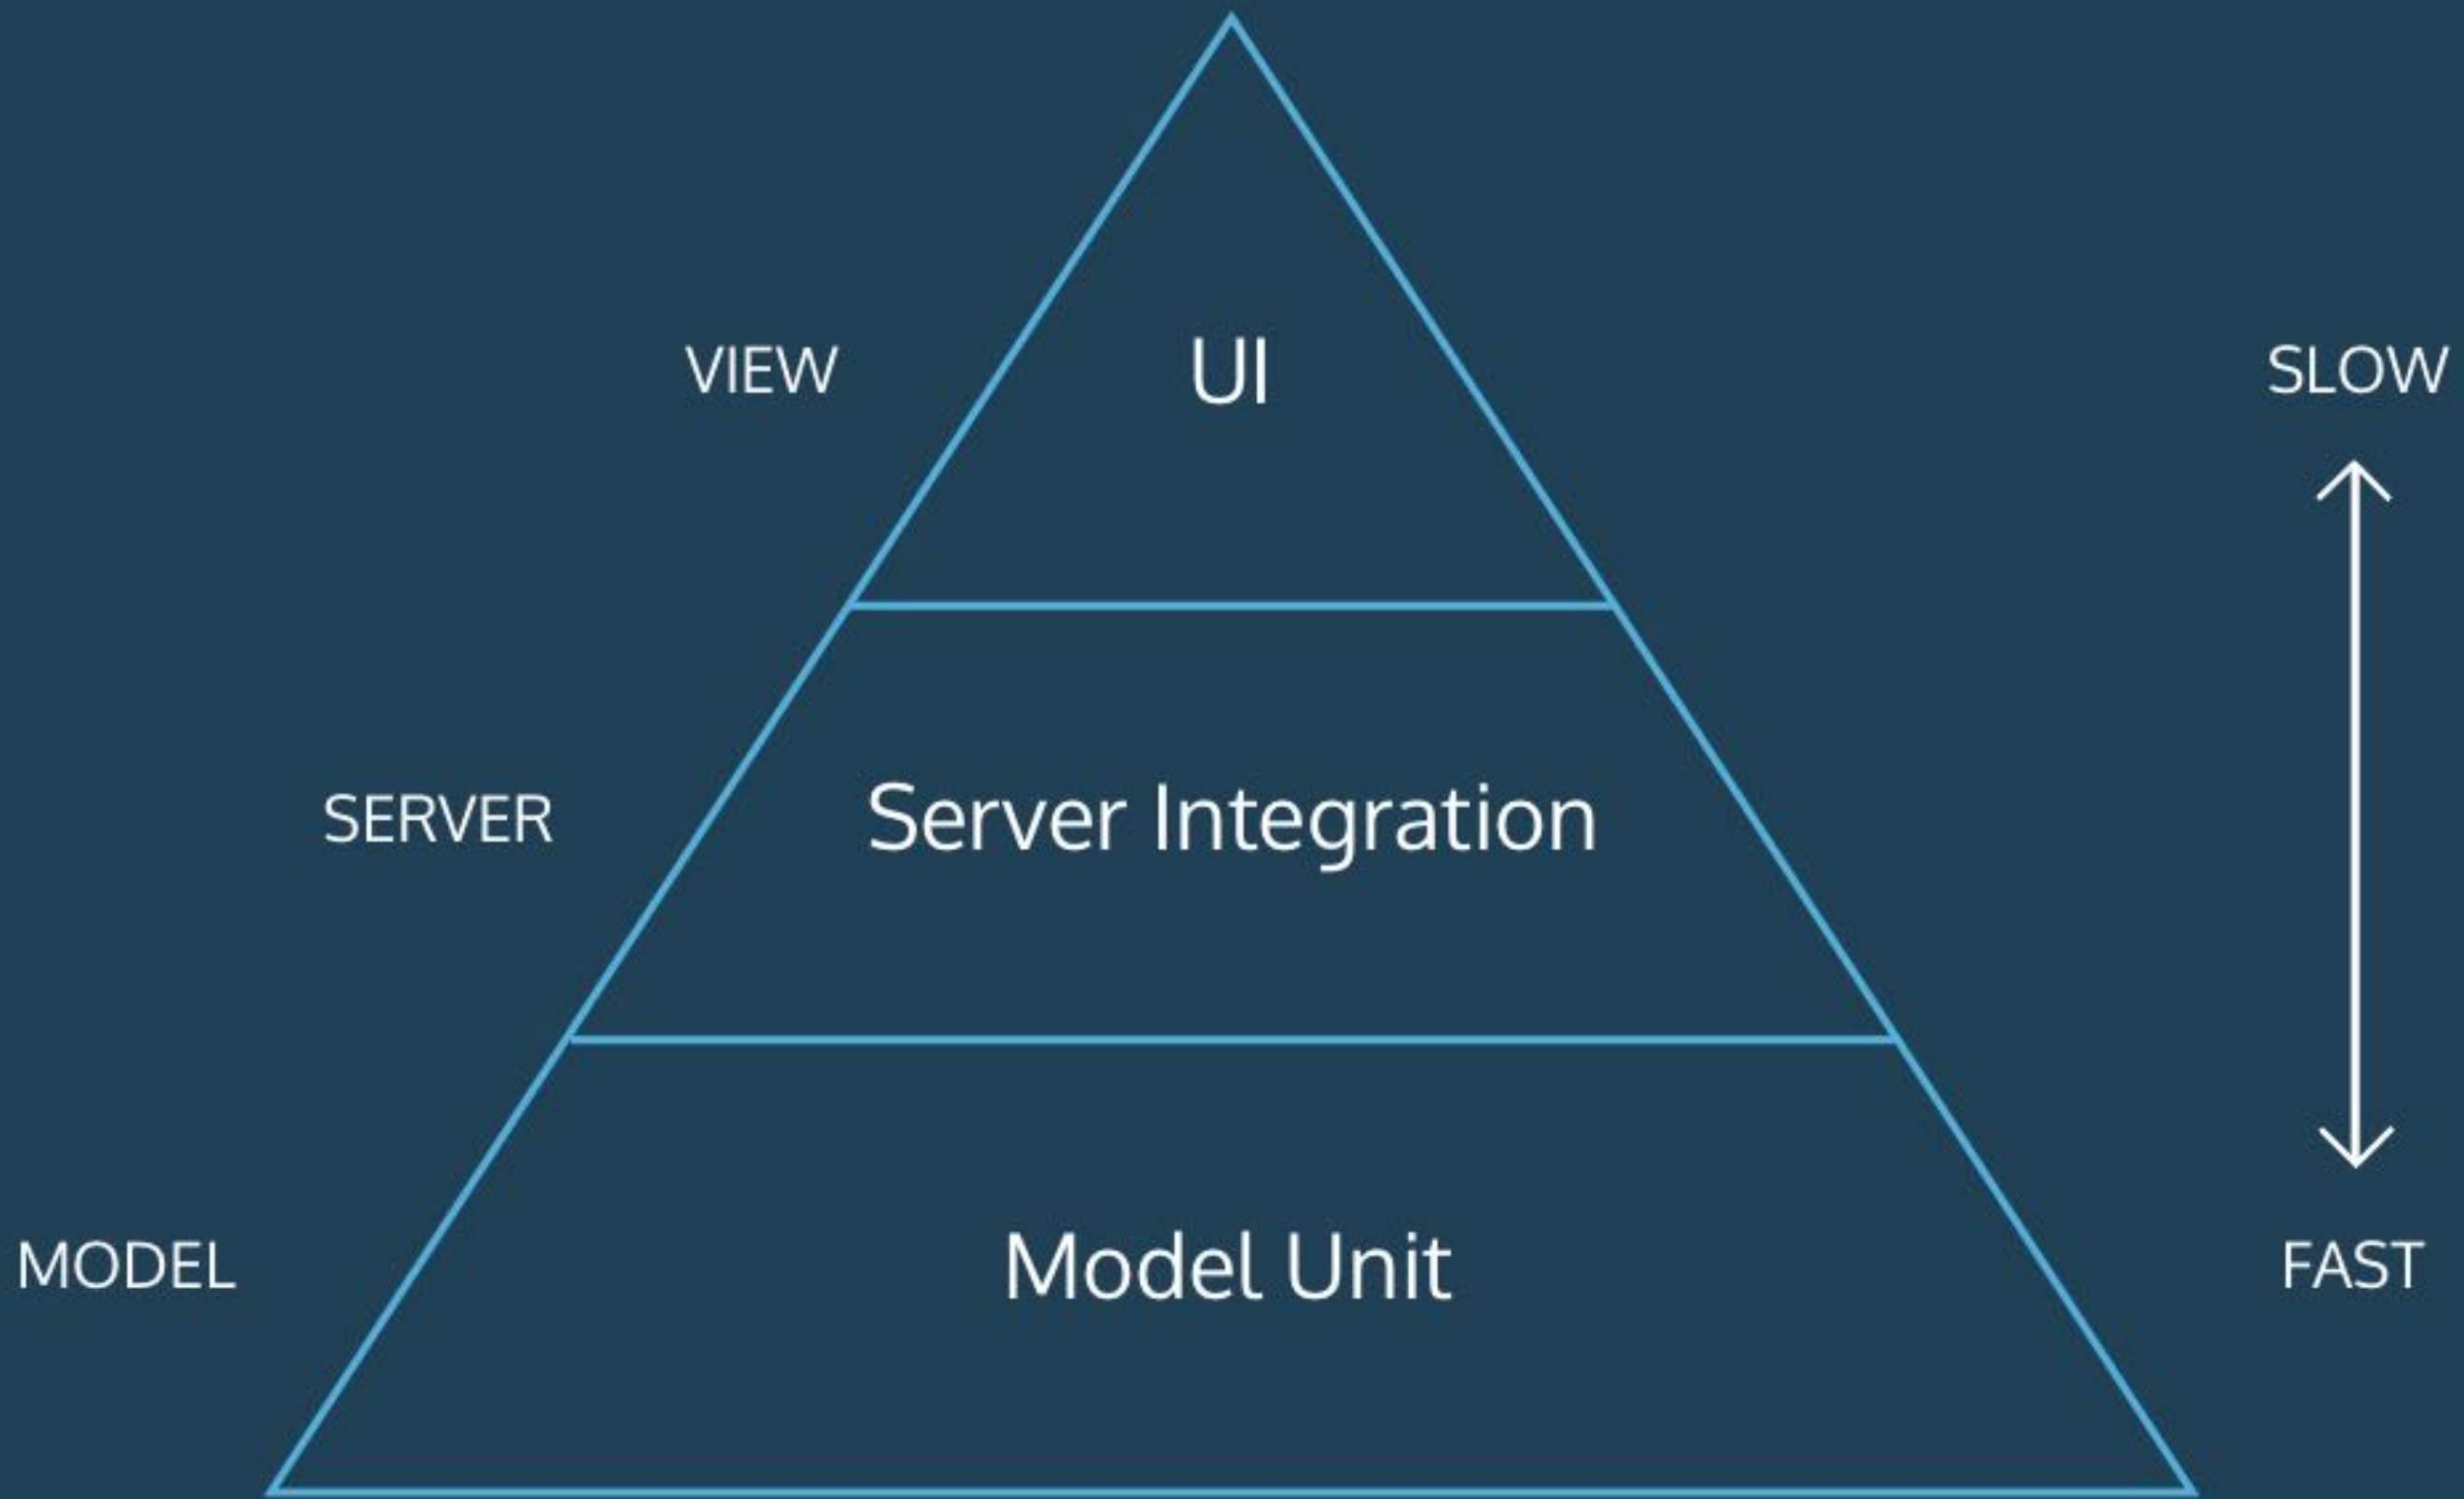 VIEW
UI
SLOW
SERVER
Server Integration
MODEL
Model Unit
FAST